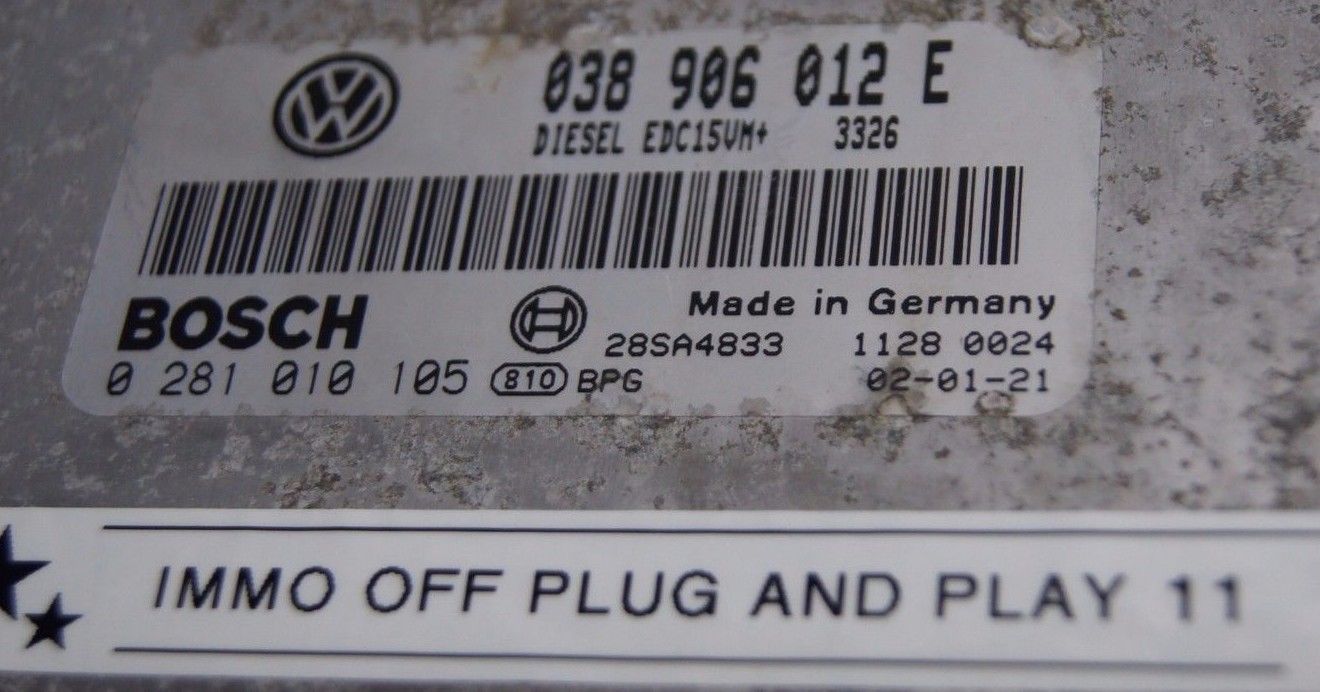 038 906 012 E
DIESEL EDC15VM+ 3326
BOSCH
Made in Germany
28SA4833 1128 0024
0 281 010 105 810 BPG 02-01-21
IMMO OFF PLUG AND PLAY 11